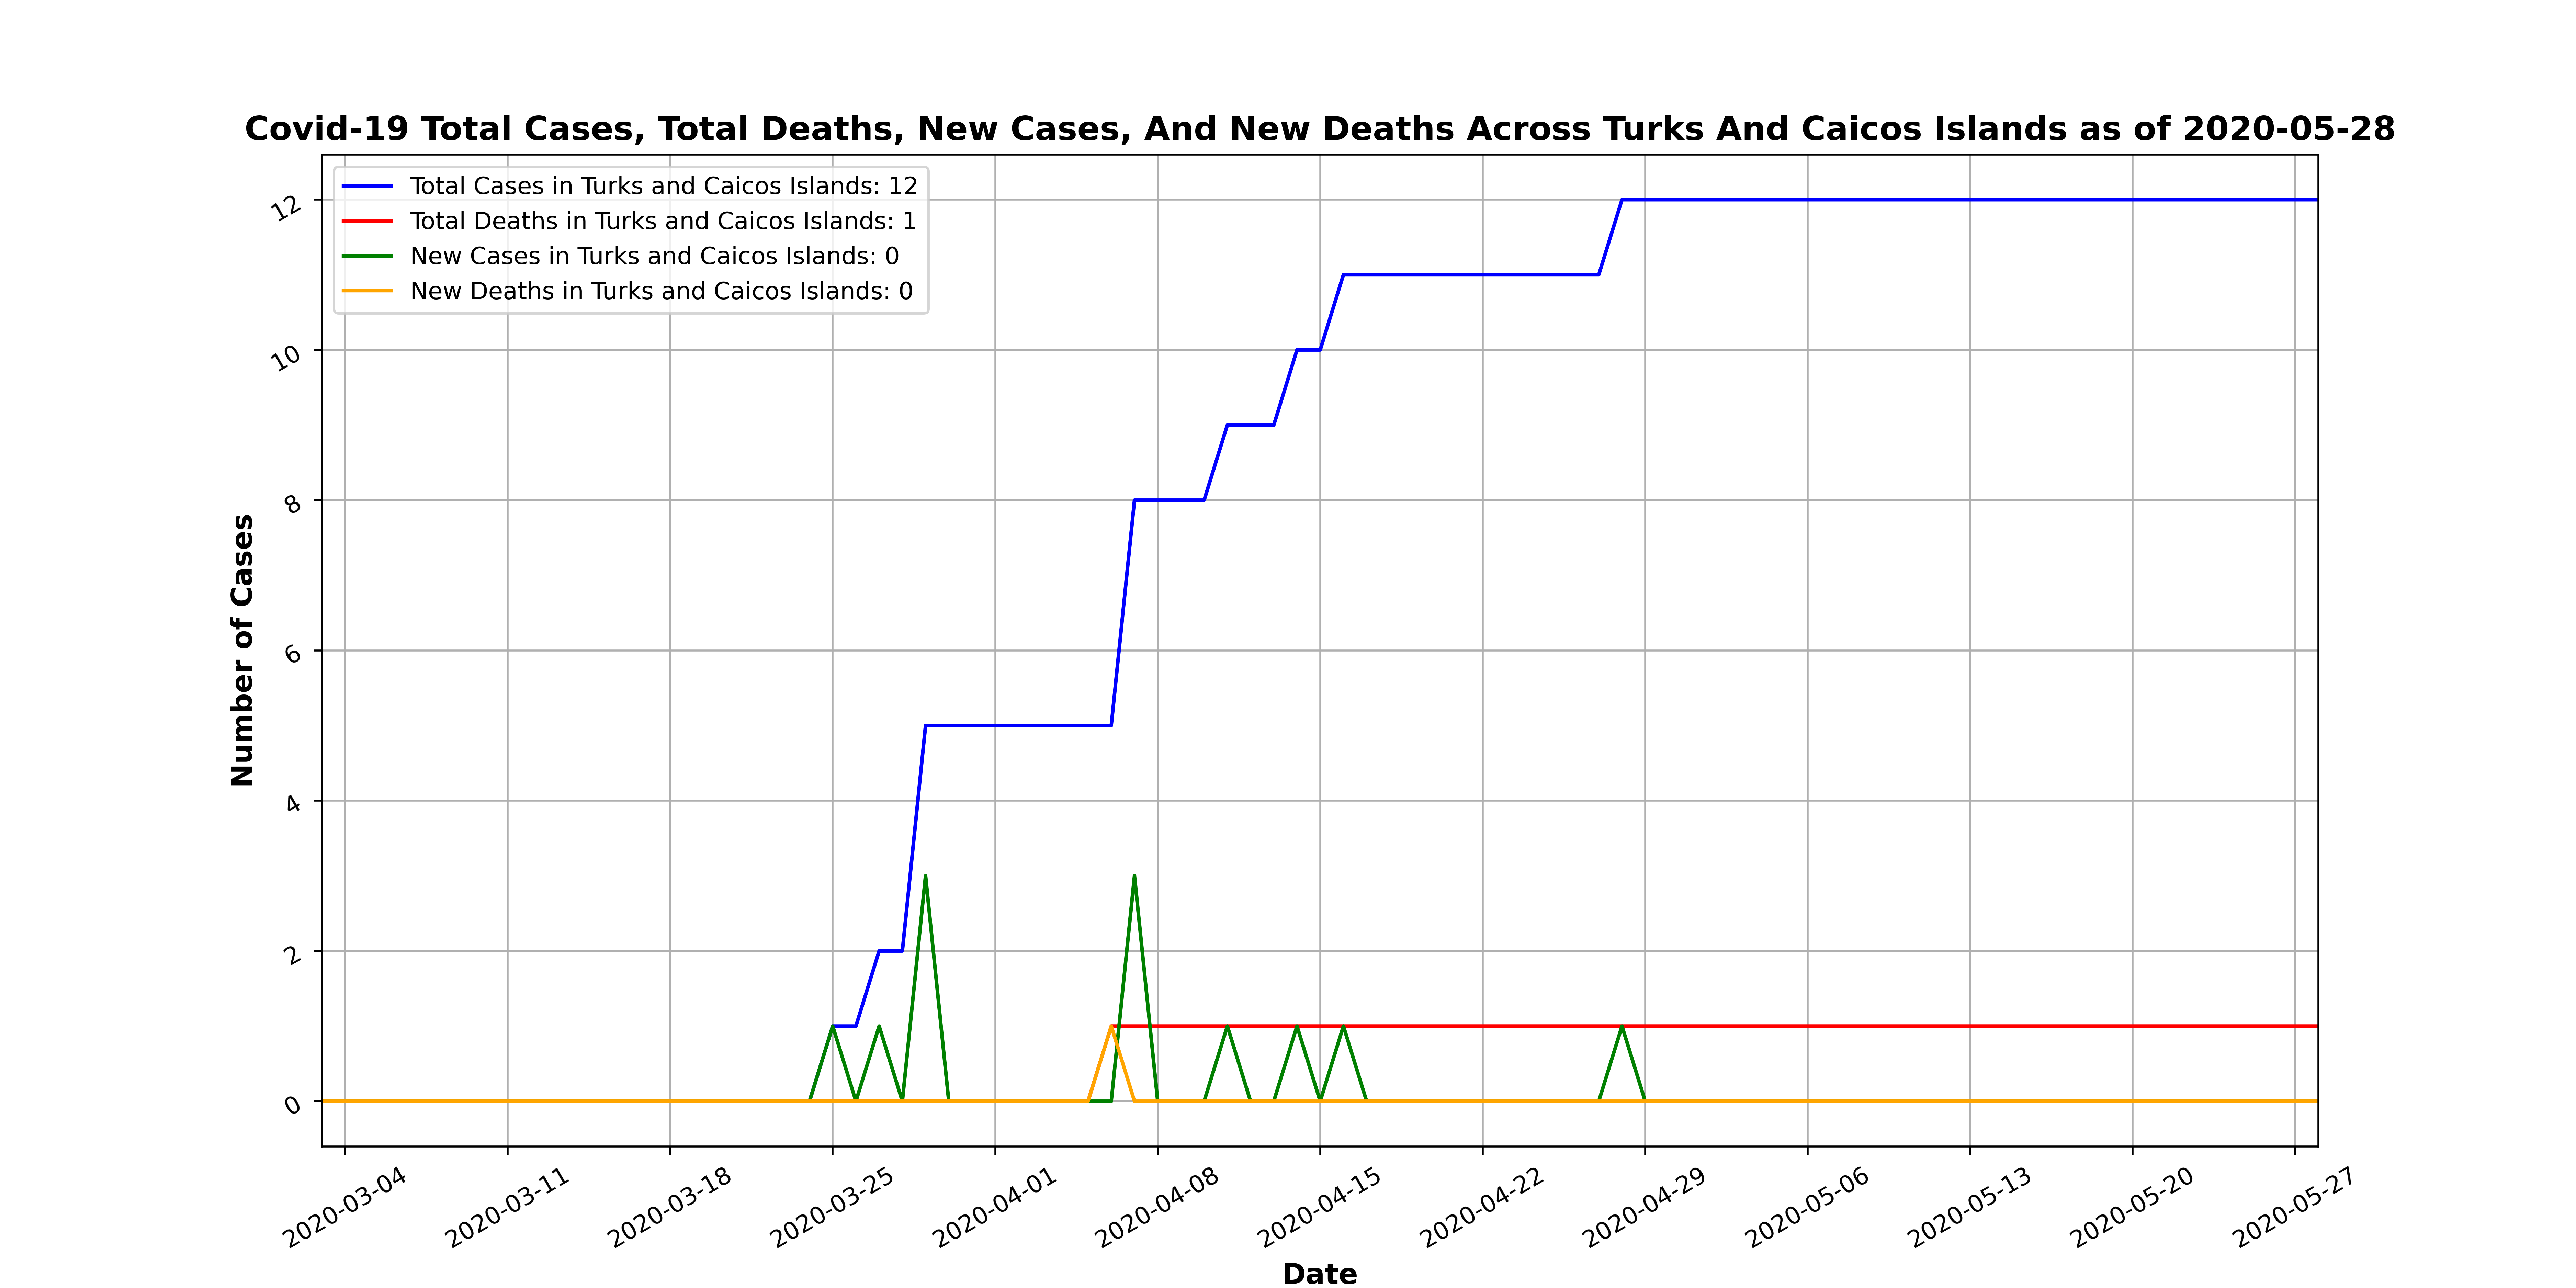 Covid-19 Total Cases, Total Deaths, New Cases, And New Deaths Across Turks And Caicos Islands as of 2020-05-28
Total Cases in Turks and Caicos Islands: 12
Total Deaths in Turks and Caicos Islands: 1
New Cases in Turks and Caicos Islands: 0
New Deaths in Turks and Caicos Islands: 0
Number of Cases
12
10
8
6
4
2
0
2020-03-04
2020-03-11
2020-03-18
2020-03-25
2020-04-01
2020-04-08
2020-04-15
2020-04-22
2020-04-29
2020-05-06
2020-05-13
2020-05-20
2020-05-27
Date